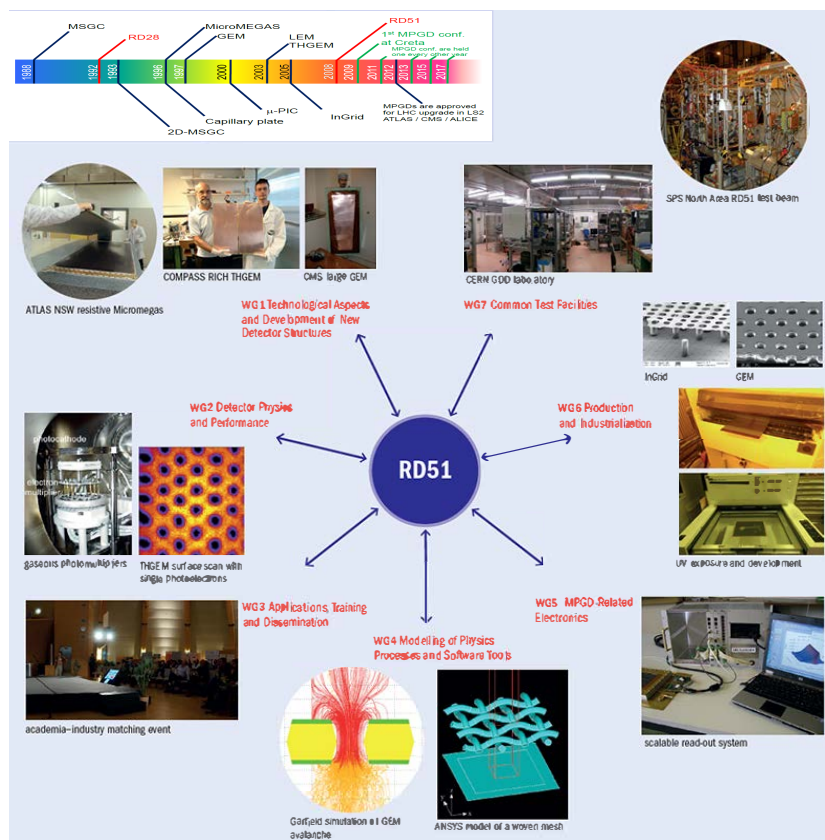 MSGC
RD28
MicroMEGAS
GEM
LEM
THGEM
RD51
1st MPGD conf.
at Creta
MPGD conf. are held
one every other year
1988
1992
1993
1996
1997
2000
2003
2005
2008
2009
2011
2012
2013
2015
2017
2D-MSGC
Capillary plate
μ-PIC
InGrid
MPGDs are approved
for LHC upgrade in LS2
ATLAS / CMS / ALICE
SPS North Area RD51 test beam
ATLAS NSW resistive Micromegas
COMPASS RICH THGEM
CMS large GEM
CERN GDD laboratory
WG1 Technological Aspects
and Development of New
Detector Structures
WG7 Common Test Facilities
InGrid
GEM
WG2 Detector Physics
and Performance
WG6 Production
and Industrialization
RD51
photocathode
electron
multiplier
gaseous photomultipliers
THGEM surface scan with
single photoelectrons
UV exposure and development
WG3 Applications, Training
and Dissemination
WG5 MPGD-Related
Electronics
WG4 Modelling of Physics
Processes and Software Tools
academia–industry matching event
scalable read-out system
Garfield simulation of GEM
avalanche
ANSYS model of a woven mesh